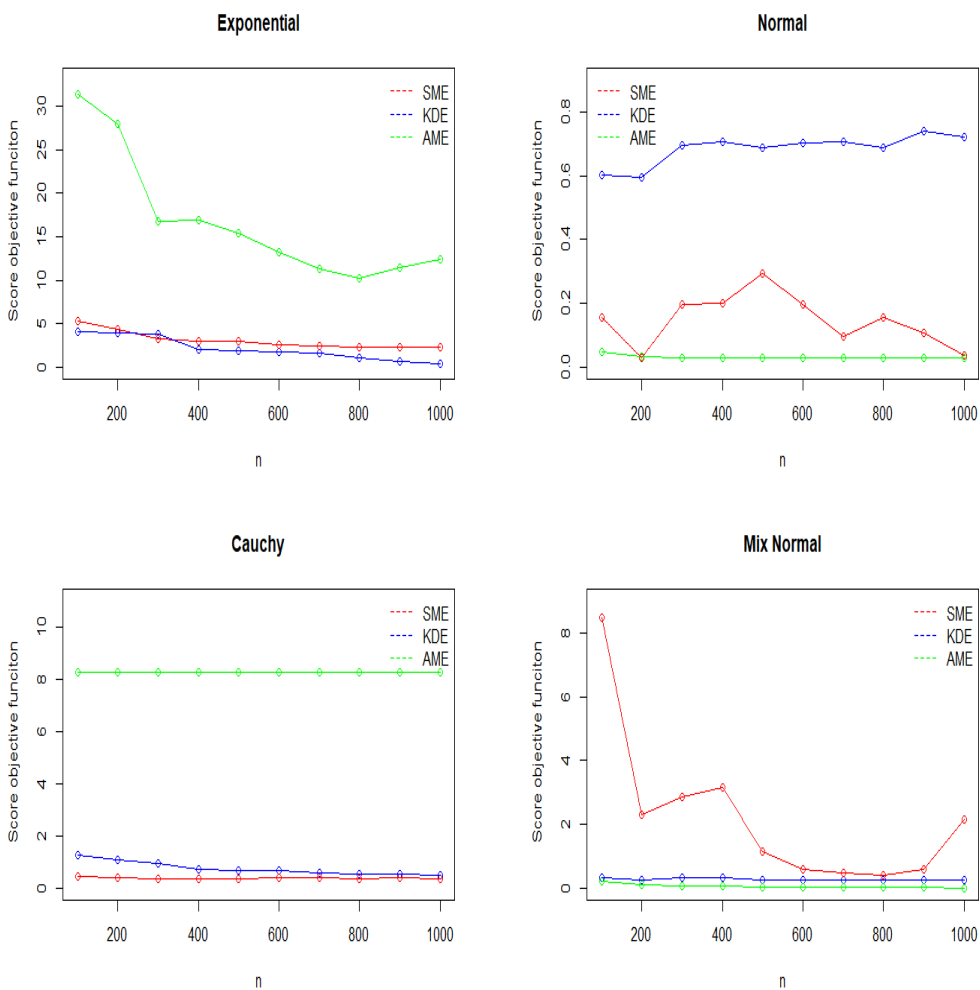 Exponential
Score objective funciton
30
25
20
15
10
5
0
SME
KDE
AME
200 400 600 800 1000
n
Normal
Score objective funciton
0.8
0.6
0.4
0.2
0.0
SME
KDE
AME
200 400 600 800 1000
n
Cauchy
Score objective funciton
10
8
6
4
2
0
SME
KDE
AME
200 400 600 800 1000
n
Mix Normal
Score objective funciton
8
6
4
2
0
SME
KDE
AME
200 400 600 800 1000
n